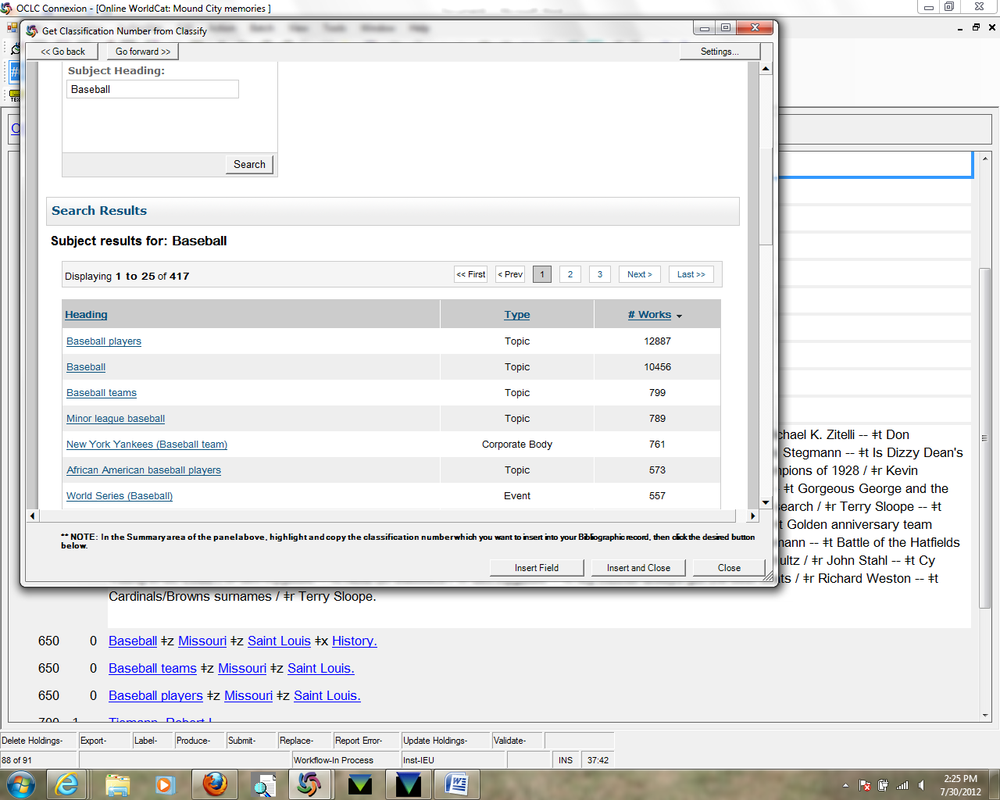 OCLC Connexion - [Online WorldCat: Mound City memories ]
Get Classification Number from Classify
<< Go back
Go forward >>
Settings...
Subject Heading:
Baseball
Search
Search Results
Subject results for: Baseball
Displaying 1 to 25 of 417
<< First
< Prev
1
2
3
Next >
Last >>
Heading Type # Works
Baseball players Topic 12887
Baseball Topic 10456
Baseball teams Topic 799
Minor league baseball Topic 789
New York Yankees (Baseball team) Corporate Body 761
African American baseball players Topic 573
World Series (Baseball) Event 557
** NOTE: In the Summary area of the panel above, highlight and copy the classification number which you want to insert into your Bibliographic record, then click the desired button
below.
Insert Field
Insert and Close
Close
chael K. Zitelli -- ǂt Don
Stegmann -- ǂt Is Dizzy Dean's
npions of 1928 / ǂr Kevin
ǂt Gorgeous George and the
search / ǂr Terry Sloope -- ǂt
t Golden anniversary team
mann -- ǂt Battle of the Hatfields
ultz / ǂr John Stahl -- ǂt Cy
ts / ǂr Richard Weston -- ǂt
Cardinals/Browns surnames / ǂr Terry Sloope.
650 0 Baseball ǂz Missouri ǂz Saint Louis ǂx History.
650 0 Baseball teams ǂz Missouri ǂz Saint Louis.
650 0 Baseball players ǂz Missouri ǂz Saint Louis.
700 1 Tiemann, Robert L.
Delete Holdings- Export- Label- Produce- Submit- Replace- Report Error- Update Holdings- Validate-
88 of 91 Workflow-In Process Inst-IEU INS 37:42
2:25 PM
7/30/2012